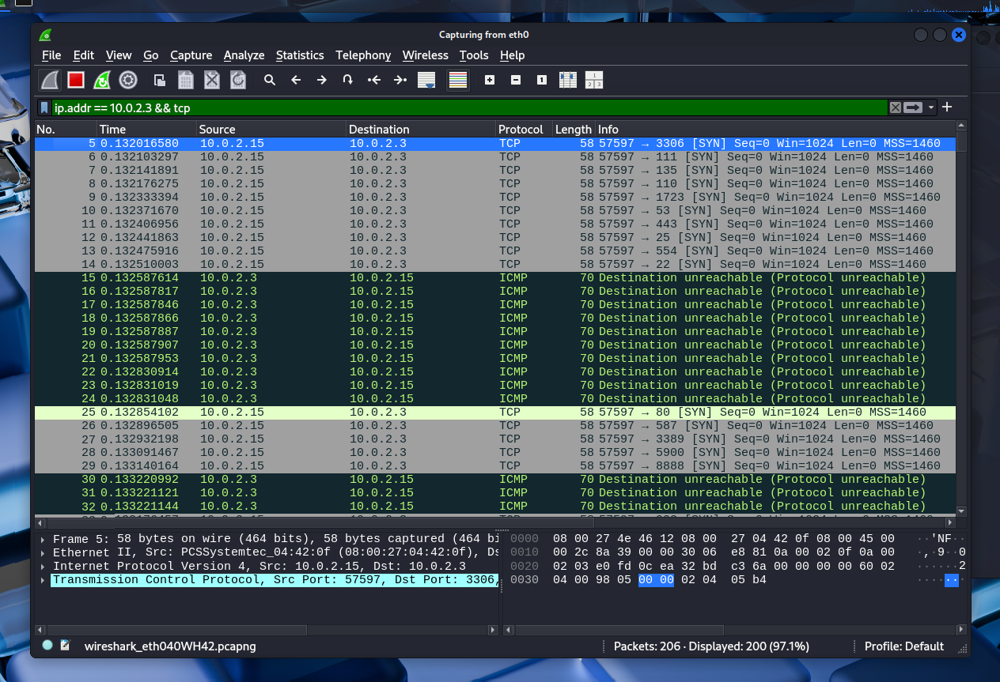 Capturing from eth0
File Edit View Go Capture Analyze Statistics Telephony Wireless Tools Help
ip.addr == 10.0.2.3 && tcp
No. Time Source Destination Protocol Length Info
5 0.132016580 10.0.2.15 10.0.2.3 TCP 58 57597 → 3306 [SYN] Seq=0 Win=1024 Len=0 MSS=1460
6 0.132103297 10.0.2.15 10.0.2.3 TCP 58 57597 → 111 [SYN] Seq=0 Win=1024 Len=0 MSS=1460
7 0.132141891 10.0.2.15 10.0.2.3 TCP 58 57597 → 135 [SYN] Seq=0 Win=1024 Len=0 MSS=1460
8 0.132176275 10.0.2.15 10.0.2.3 TCP 58 57597 → 110 [SYN] Seq=0 Win=1024 Len=0 MSS=1460
9 0.132333394 10.0.2.15 10.0.2.3 TCP 58 57597 → 1723 [SYN] Seq=0 Win=1024 Len=0 MSS=1460
10 0.132371670 10.0.2.15 10.0.2.3 TCP 58 57597 → 53 [SYN] Seq=0 Win=1024 Len=0 MSS=1460
11 0.132406956 10.0.2.15 10.0.2.3 TCP 58 57597 → 443 [SYN] Seq=0 Win=1024 Len=0 MSS=1460
12 0.132441863 10.0.2.15 10.0.2.3 TCP 58 57597 → 25 [SYN] Seq=0 Win=1024 Len=0 MSS=1460
13 0.132475916 10.0.2.15 10.0.2.3 TCP 58 57597 → 554 [SYN] Seq=0 Win=1024 Len=0 MSS=1460
14 0.132510003 10.0.2.15 10.0.2.3 TCP 58 57597 → 22 [SYN] Seq=0 Win=1024 Len=0 MSS=1460
15 0.132587614 10.0.2.3 10.0.2.15 ICMP 70 Destination unreachable (Protocol unreachable)
16 0.132587817 10.0.2.3 10.0.2.15 ICMP 70 Destination unreachable (Protocol unreachable)
17 0.132587846 10.0.2.3 10.0.2.15 ICMP 70 Destination unreachable (Protocol unreachable)
18 0.132587866 10.0.2.3 10.0.2.15 ICMP 70 Destination unreachable (Protocol unreachable)
19 0.132587887 10.0.2.3 10.0.2.15 ICMP 70 Destination unreachable (Protocol unreachable)
20 0.132587907 10.0.2.3 10.0.2.15 ICMP 70 Destination unreachable (Protocol unreachable)
21 0.132587953 10.0.2.3 10.0.2.15 ICMP 70 Destination unreachable (Protocol unreachable)
22 0.132830914 10.0.2.3 10.0.2.15 ICMP 70 Destination unreachable (Protocol unreachable)
23 0.132831019 10.0.2.3 10.0.2.15 ICMP 70 Destination unreachable (Protocol unreachable)
24 0.132831048 10.0.2.3 10.0.2.15 ICMP 70 Destination unreachable (Protocol unreachable)
25 0.132854102 10.0.2.15 10.0.2.3 TCP 58 57597 → 80 [SYN] Seq=0 Win=1024 Len=0 MSS=1460
26 0.132896505 10.0.2.15 10.0.2.3 TCP 58 57597 → 587 [SYN] Seq=0 Win=1024 Len=0 MSS=1460
27 0.132932198 10.0.2.15 10.0.2.3 TCP 58 57597 → 3389 [SYN] Seq=0 Win=1024 Len=0 MSS=1460
28 0.133091467 10.0.2.15 10.0.2.3 TCP 58 57597 → 5900 [SYN] Seq=0 Win=1024 Len=0 MSS=1460
29 0.133140164 10.0.2.15 10.0.2.3 TCP 58 57597 → 8888 [SYN] Seq=0 Win=1024 Len=0 MSS=1460
30 0.133220992 10.0.2.3 10.0.2.15 ICMP 70 Destination unreachable (Protocol unreachable)
31 0.133221121 10.0.2.3 10.0.2.15 ICMP 70 Destination unreachable (Protocol unreachable)
32 0.133221144 10.0.2.3 10.0.2.15 ICMP 70 Destination unreachable (Protocol unreachable)
Frame 5: 58 bytes on wire (464 bits), 58 bytes captured (464 bi
Ethernet II, Src: PCSSystemtec_04:42:0f (08:00:27:04:42:0f), Ds
Internet Protocol Version 4, Src: 10.0.2.15, Dst: 10.0.2.3
Transmission Control Protocol, Src Port: 57597, Dst Port: 3306,
0000 08 00 27 4e 46 12 08 00 27 04 42 0f 08 00 45 00 ··'NF···
0010 00 2c 8a 39 00 00 30 06 e8 81 0a 00 02 0f 0a 00 ·,·9··0·
0020 02 03 e0 fd 0c ea 32 bd c3 6a 00 00 00 00 60 02 ······2·
0030 04 00 98 05 00 00 02 04 05 b4 ········
wireshark_eth040WH42.pcapng
Packets: 206 · Displayed: 200 (97.1%)
Profile: Default